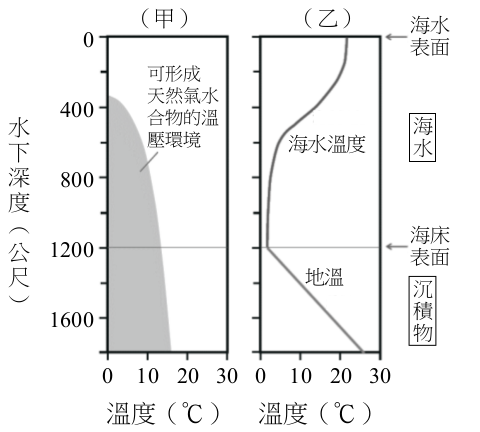 （甲）
（乙）
0
400
800
1200
1600
水下深度（公尺）
可形成
天然氣水
合物的溫
壓環境
0 10 20 30
溫度（℃）
海水溫度
地溫
0 10 20 30
溫度（℃）
海水
表面
海水
海床
表面
沉積物